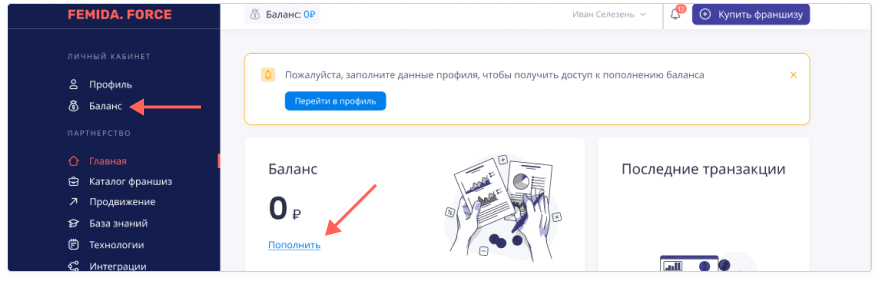 FEMIDA. FORCE
Баланс: 0₽
Иван Селезень
12
Купить франшизу
ЛИЧНЫЙ КАБИНЕТ
Профиль
Баланс
ПАРТНЕРСТВО
Главная
Каталог франшиз
Продвижение
База знаний
Технологии
Интеграции
Пожалуйста, заполните данные профиля, чтобы получить доступ к пополнению баланса
Перейти в профиль
Баланс
0 ₽
Пополнить
Последние транзакции